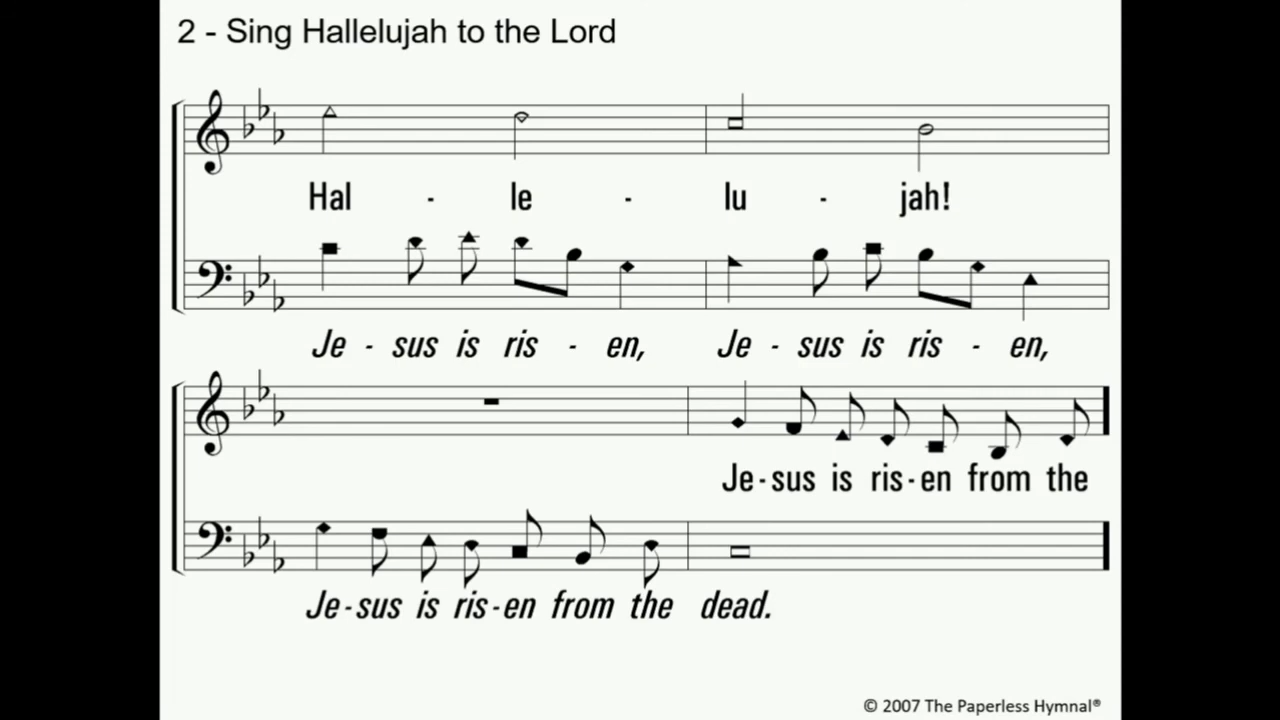 2 - Sing Hallelujah to the Lord
Hal - le - lu - jah!
Je - sus is ris - en, Je - sus is ris - en,
Je - sus is ris - en from the
Je - sus is ris - en from the dead.
© 2007 The Paperless Hymnal®